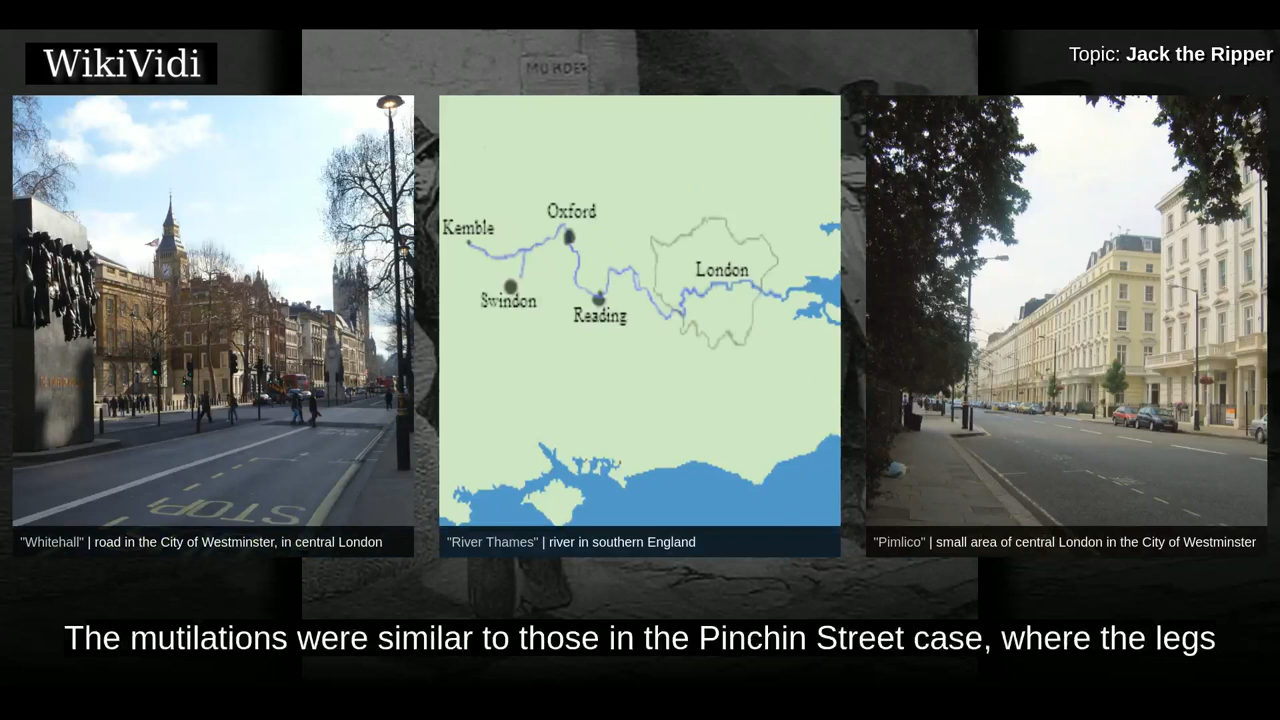 WikiVidi
Topic: Jack the Ripper
MURDER
STOP
Kemble
Oxford
Swindon
Reading
London
"Whitehall" | road in the City of Westminster, in central London
"River Thames" | river in southern England
"Pimlico" | small area of central London in the City of Westminster
The mutilations were similar to those in the Pinchin Street case, where the legs